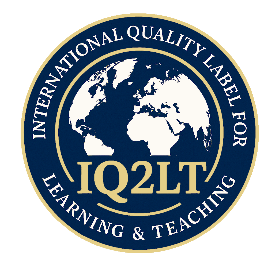 INTERNATIONAL QUALITY LABEL FOR
IQ2LT
LEARNING & TEACHING